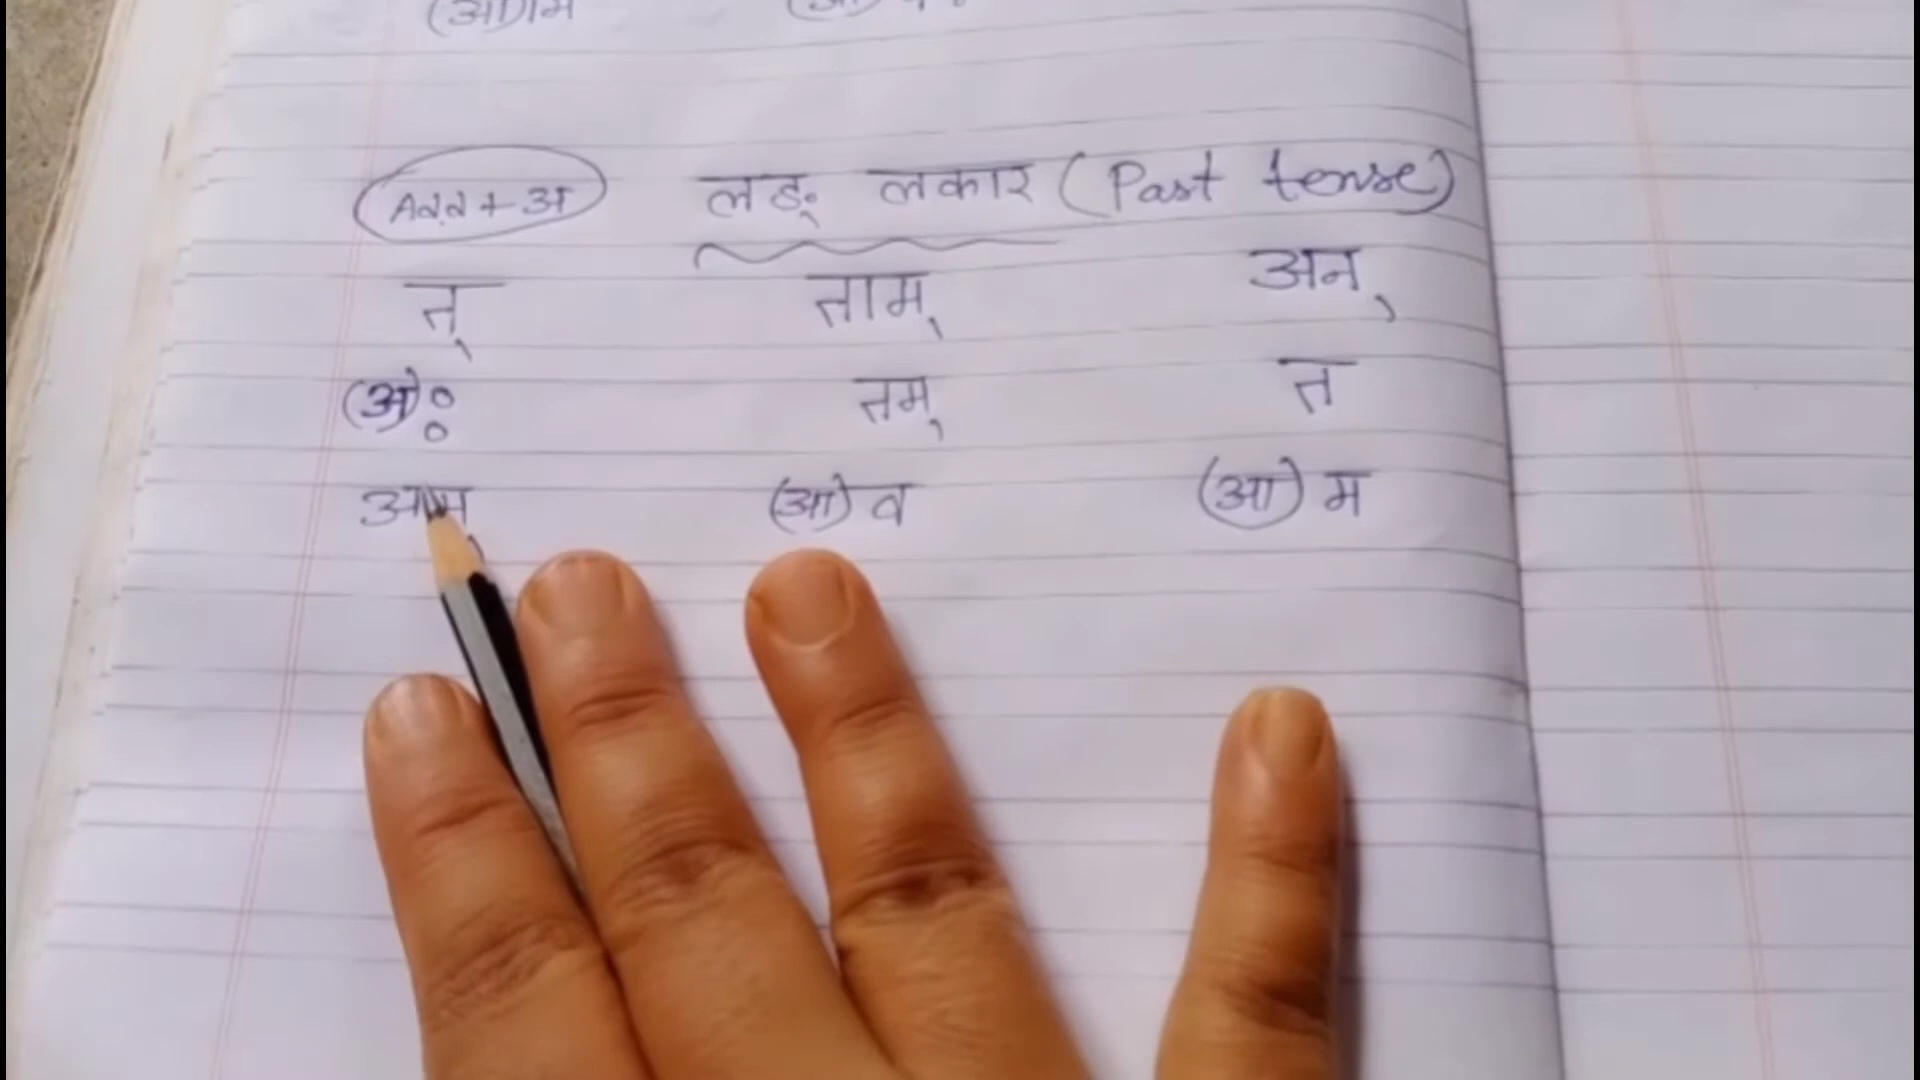 (आ)म
Add + अ लङ् लकार (Past tense)
त् ताम् अन्
(अ)ः तम् त
अम् (आ) व (आ) म